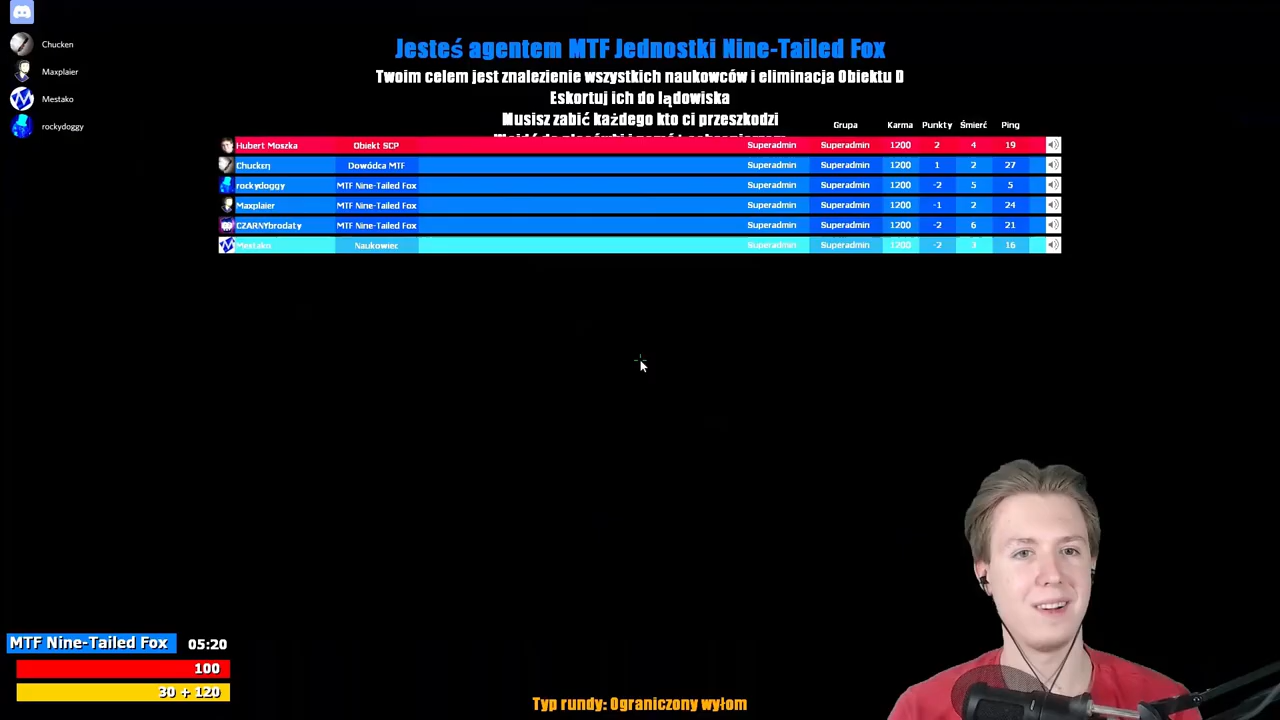 Chucken
Maxplaier
Mestako
rockydoggy
Jesteś agentem MTF Jednostki Nine-Tailed Fox
Twoim celem jest znalezienie wszystkich naukowców i eliminacja Obiektu D
Eskortuj ich do lądowiska
Musisz zabić każdego kto ci przeszkodzi
Grupa Karma Punkty Śmierć Ping
Hubert Moszka Obiekt SCP Superadmin Superadmin 1200 2 4 19
Chucken Dowódca MTF Superadmin Superadmin 1200 1 2 27
rockydoggy MTF Nine-Tailed Fox Superadmin Superadmin 1200 -2 5 5
Maxplaier MTF Nine-Tailed Fox Superadmin Superadmin 1200 -1 2 24
CZARNYbrodaty MTF Nine-Tailed Fox Superadmin Superadmin 1200 -2 6 21
Mestako Naukowiec Superadmin Superadmin 1200 -2 3 16
MTF Nine-Tailed Fox 05:20
100
30 + 120
Typ rundy: Ograniczony wyłom